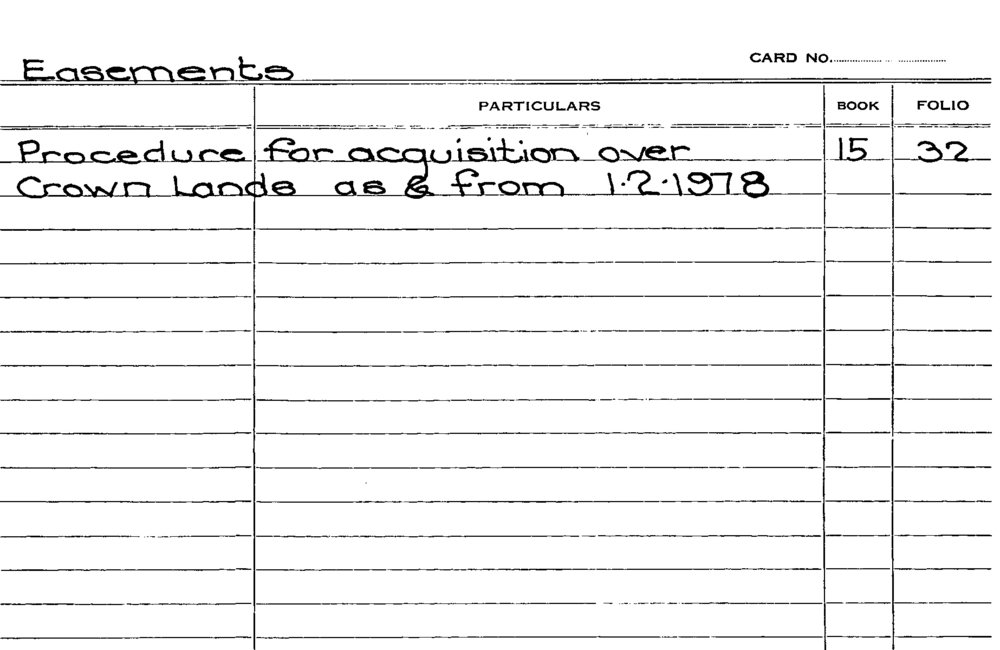 Easements
CARD NO.
PARTICULARS BOOK FOLIO
Procedure for acquisition over 15 32
Crown Lands as & from 1·2·1978